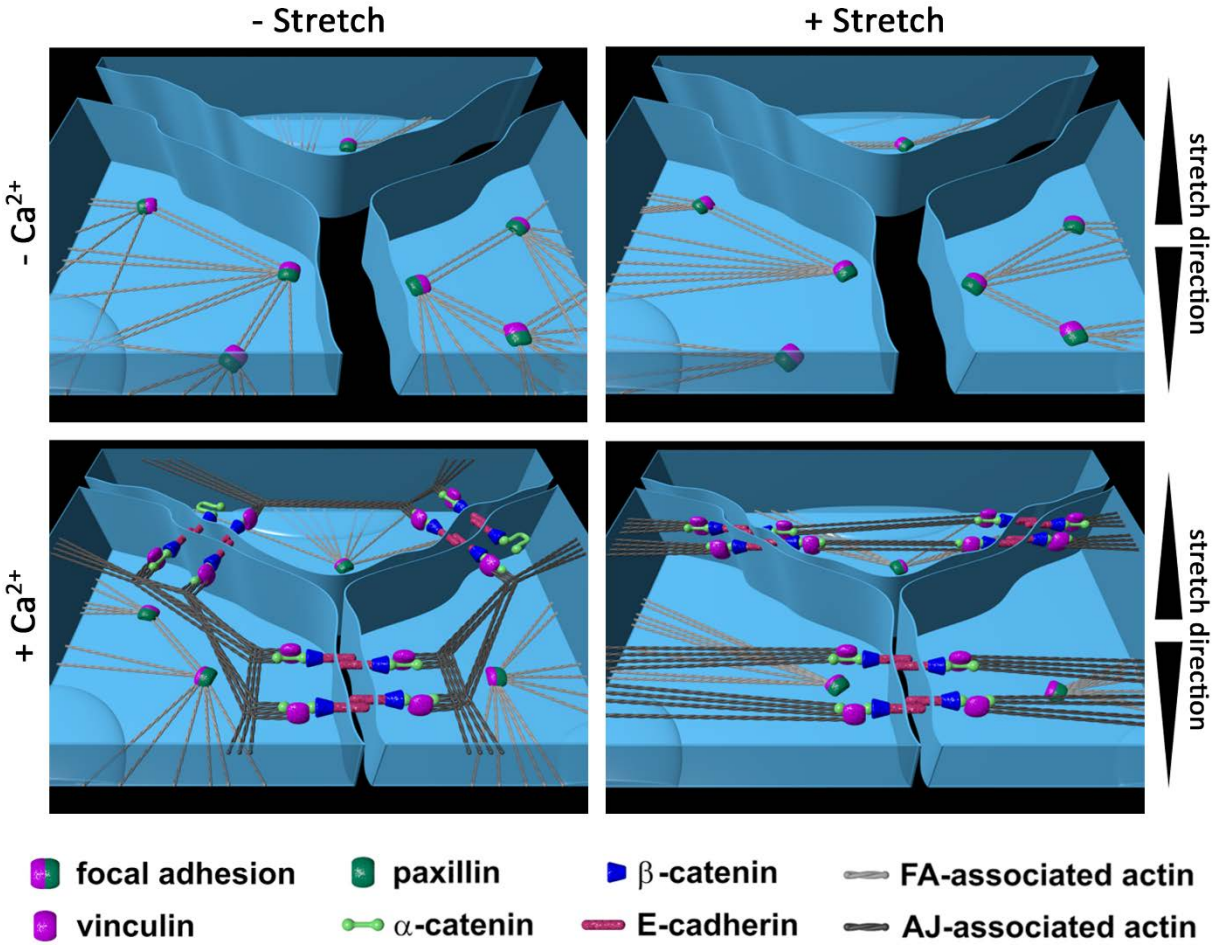 - Stretch
+ Stretch
- Ca²⁺
stretch direction
+ Ca²⁺
stretch direction
focal adhesion
paxillin
β-catenin
FA-associated actin
vinculin
α-catenin
E-cadherin
AJ-associated actin